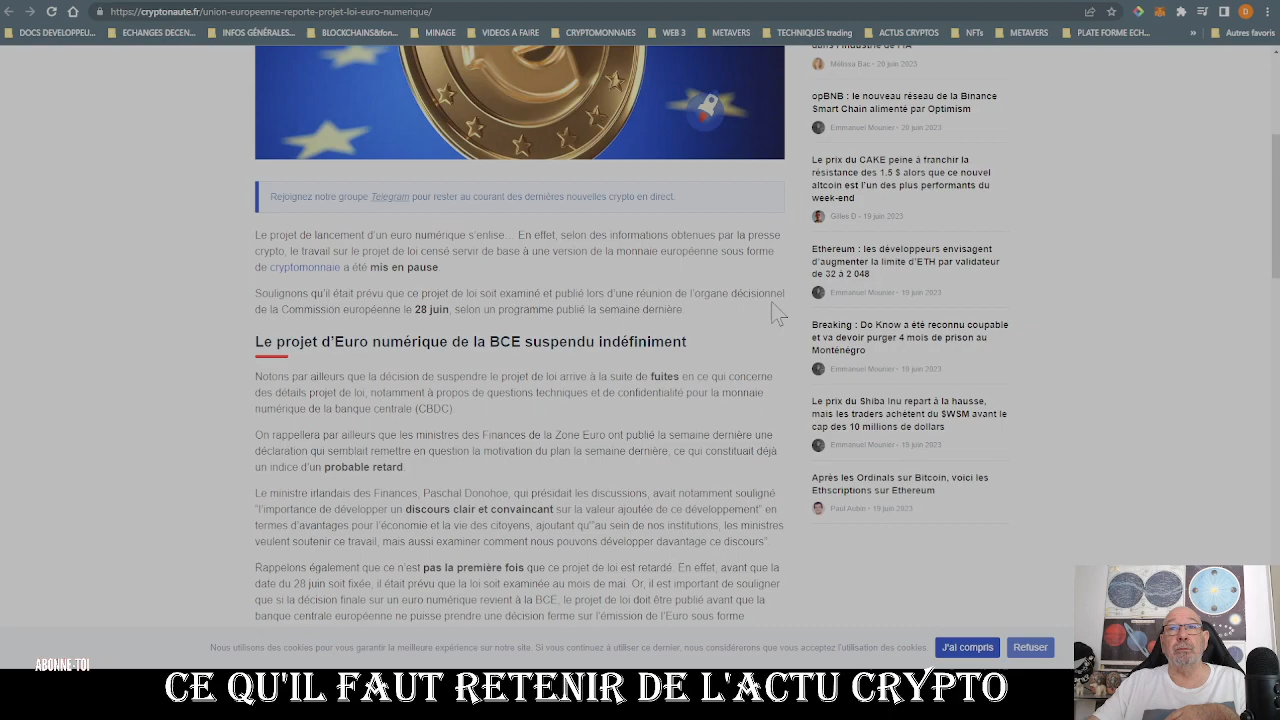 https://cryptonaute.fr/union-europeenne-reporte-projet-loi-euro-numerique/
DOCS DEVELOPPEU...
ECHANGES DECEN...
INFOS GÉNÉRALES...
BLOCKCHAINS&fon...
MINAGE
VIDEOS A FAIRE
CRYPTOMONNAIES
WEB 3
METAVERS
TECHNIQUES trading
ACTUS CRYPTOS
NFTs
METAVERS
PLATE FORME ECH...
»
Autres favoris
Rejoignez notre groupe Telegram pour rester au courant des dernières nouvelles crypto en direct.
Le projet de lancement d'un euro numérique s'enlise... En effet, selon des informations obtenues par la presse
crypto, le travail sur le projet de loi censé servir de base à une version de la monnaie européenne sous forme
de cryptomonnaie a été mis en pause.
Soulignons qu'il était prévu que ce projet de loi soit examiné et publié lors d'une réunion de l'organe décisionnel
de la Commission européenne le 28 juin, selon un programme publié la semaine dernière.
Le projet d'Euro numérique de la BCE suspendu indéfiniment
Notons par ailleurs que la décision de suspendre le projet de loi arrive à la suite de fuites en ce qui concerne
des détails projet de loi, notamment à propos de questions techniques et de confidentialité pour la monnaie
numérique de la banque centrale (CBDC).
On rappellera par ailleurs que les ministres des Finances de la Zone Euro ont publié la semaine dernière une
déclaration qui semblait remettre en question la motivation du plan la semaine dernière, ce qui constituait déjà
un indice d'un probable retard.
Le ministre irlandais des Finances, Paschal Donohoe, qui présidait les discussions, avait notamment souligné
"l'importance de développer un discours clair et convaincant sur la valeur ajoutée de ce développement" en
termes d'avantages pour l'économie et la vie des citoyens, ajoutant qu'"au sein de nos institutions, les ministres
veulent soutenir ce travail, mais aussi examiner comment nous pouvons développer davantage ce discours".
Rappelons également que ce n'est pas la première fois que ce projet de loi est retardé. En effet, avant que la
date du 28 juin soit fixée, il était prévu que la loi soit examinée au mois de mai. Or, il est important de souligner
que si la décision finale sur un euro numérique revient à la BCE, le projet de loi doit être publié avant que la
banque centrale européenne ne puisse prendre une décision ferme sur l'émission de l'Euro sous forme
dans l'industrie de l'IA
Mélissa Bac - 20 juin 2023
opBNB : le nouveau réseau de la Binance
Smart Chain alimenté par Optimism
Emmanuel Mounier - 20 juin 2023
Le prix du CAKE peine à franchir la
résistance des 1.5 $ alors que ce nouvel
altcoin est l'un des plus performants du
week-end
Gilles D - 19 juin 2023
Ethereum : les développeurs envisagent
d'augmenter la limite d'ETH par validateur
de 32 à 2 048
Emmanuel Mounier - 19 juin 2023
Breaking : Do Know a été reconnu coupable
et va devoir purger 4 mois de prison au
Monténégro
Emmanuel Mounier - 19 juin 2023
Le prix du Shiba Inu repart à la hausse,
mais les traders achètent du $WSM avant le
cap des 10 millions de dollars
Emmanuel Mounier - 19 juin 2023
Après les Ordinals sur Bitcoin, voici les
Ethscriptions sur Ethereum
19 juin 2023
Nous utilisons des cookies pour vous garantir la meilleure expérience sur notre site. Si vous continuez à utiliser ce dernier, nous considérerons que vous acceptez l'utilisation des cookies.
J'ai compris
Refuser
ABONNE-TOI
CE QU'IL FAUT RETENIR DE L'ACTU CRYPTO